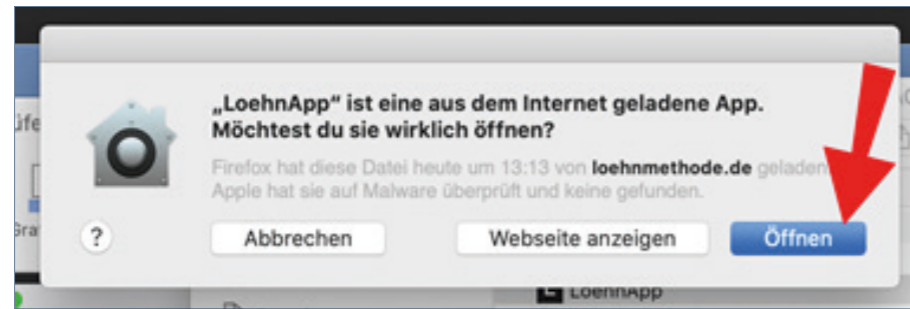 „LoehnApp“ ist eine aus dem Internet geladene App.
Möchtest du sie wirklich öffnen?
Firefox hat diese Datei heute um 13:13 von loehnmethode.de geladen
Apple hat sie auf Malware überprüft und keine gefunden.
?
Abbrechen
Webseite anzeigen
Öffnen
LoehnApp